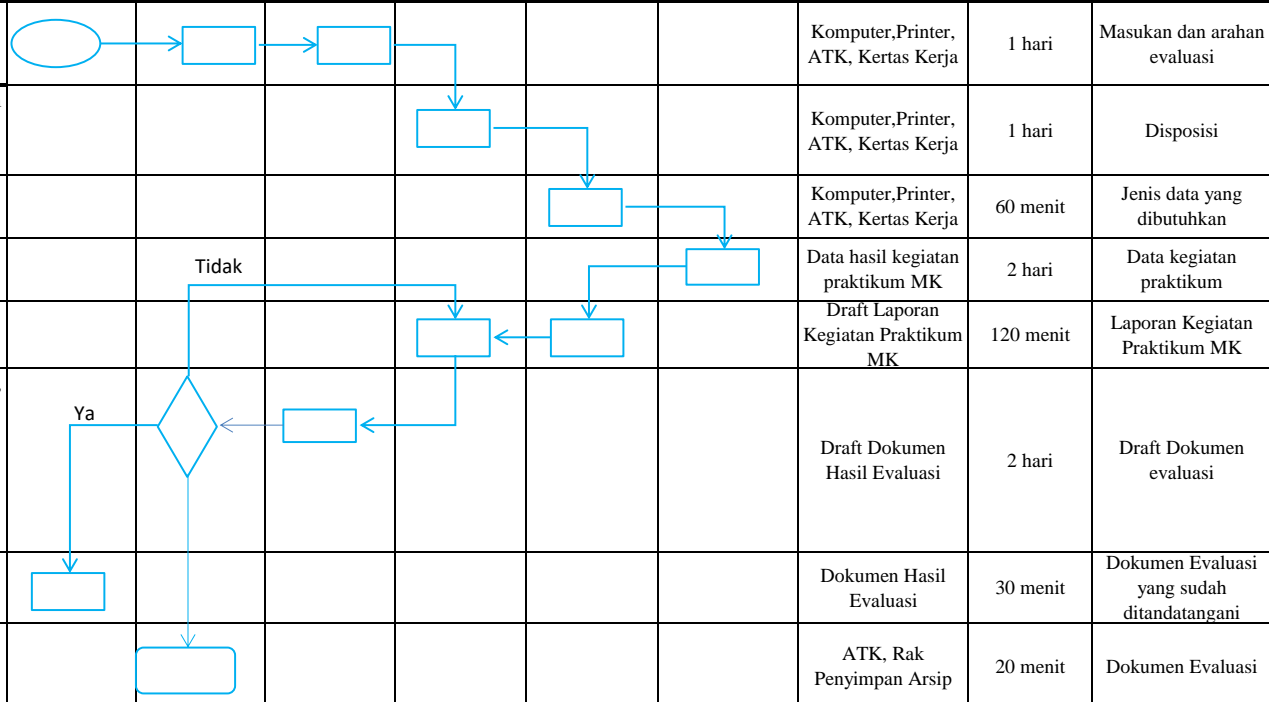 Komputer,Printer,
ATK, Kertas Kerja
1 hari
Masukan dan arahan
evaluasi
Komputer,Printer,
ATK, Kertas Kerja
1 hari
Disposisi
Komputer,Printer,
ATK, Kertas Kerja
60 menit
Jenis data yang
dibutuhkan
Tidak
Data hasil kegiatan
praktikum MK
2 hari
Data kegiatan
praktikum
Draft Laporan
Kegiatan Praktikum
MK
120 menit
Laporan Kegiatan
Praktikum MK
Ya
Draft Dokumen
Hasil Evaluasi
2 hari
Draft Dokumen
evaluasi
Dokumen Hasil
Evaluasi
30 menit
Dokumen Evaluasi
yang sudah
ditandatangani
ATK, Rak
Penyimpan Arsip
20 menit
Dokumen Evaluasi